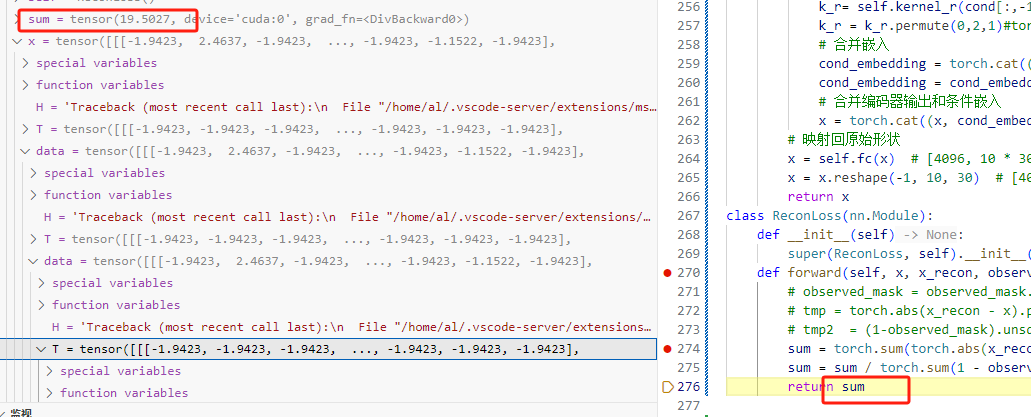 sum = tensor(19.5027, device='cuda:0', grad_fn=<DivBackward0>)
x = tensor([[[-1.9423, 2.4637, -1.9423, ..., -1.9423, -1.1522, -1.9423],
special variables
function variables
H = 'Traceback (most recent call last):\n File "/home/al/.vscode-server/extensions/ms…
T = tensor([[[-1.9423, -1.9423, -1.9423, ..., -1.9423, -1.9423, -1.9423],
data = tensor([[[-1.9423, 2.4637, -1.9423, ..., -1.9423, -1.1522, -1.9423],
special variables
function variables
H = 'Traceback (most recent call last):\n File "/home/al/.vscode-server/extensions/…
T = tensor([[[-1.9423, -1.9423, -1.9423, ..., -1.9423, -1.9423, -1.9423],
data = tensor([[[-1.9423, 2.4637, -1.9423, ..., -1.9423, -1.1522, -1.9423],
special variables
function variables
H = 'Traceback (most recent call last):\n File "/home/al/.vscode-server/extens…
T = tensor([[[-1.9423, -1.9423, -1.9423, ..., -1.9423, -1.9423, -1.9423],
special variables
function variables
监视
256 k_r= self.kernel_r(cond[:,-1
257 k_r = k_r.permute(0,2,1)#tor
258 # 合并嵌入
259 cond_embedding = torch.cat((
260 cond_embedding = cond_embedd
261 # 合并编码器输出和条件嵌入
262 x = torch.cat((x, cond_embed
263 # 映射回原始形状
264 x = self.fc(x) # [4096, 10 * 30
265 x = x.reshape(-1, 10, 30) # [40
266 return x
267 class ReconLoss(nn.Module):
268 def __init__(self) -> None:
269 super(ReconLoss, self).__init__(
270 def forward(self, x, x_recon, observ
271 # observed_mask = observed_mask.
272 # tmp = torch.abs(x_recon - x).p
273 # tmp2 = (1-observed_mask).unsq
274 sum = torch.sum(torch.abs(x_reco
275 sum = sum / torch.sum(1 - observ
276 return sum
277